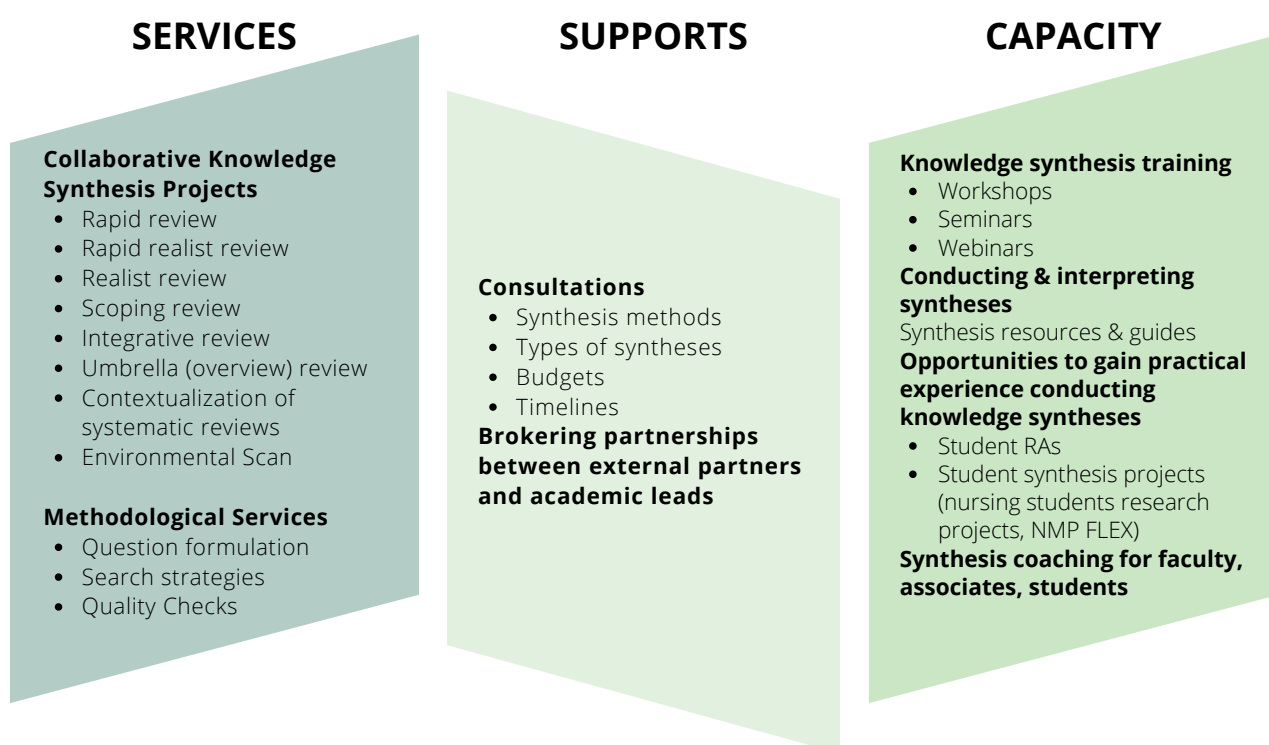 SERVICES
Collaborative Knowledge
Synthesis Projects
• Rapid review
• Rapid realist review
• Realist review
• Scoping review
• Integrative review
• Umbrella (overview) review
• Contextualization of
systematic reviews
• Environmental Scan
Methodological Services
• Question formulation
• Search strategies
• Quality Checks
SUPPORTS
Consultations
• Synthesis methods
• Types of syntheses
• Budgets
• Timelines
Brokering partnerships
between external partners
and academic leads
CAPACITY
Knowledge synthesis training
• Workshops
• Seminars
• Webinars
Conducting & interpreting
syntheses
Synthesis resources & guides
Opportunities to gain practical
experience conducting
knowledge syntheses
• Student RAs
• Student synthesis projects
(nursing students research
projects, NMP FLEX)
Synthesis coaching for faculty,
associates, students